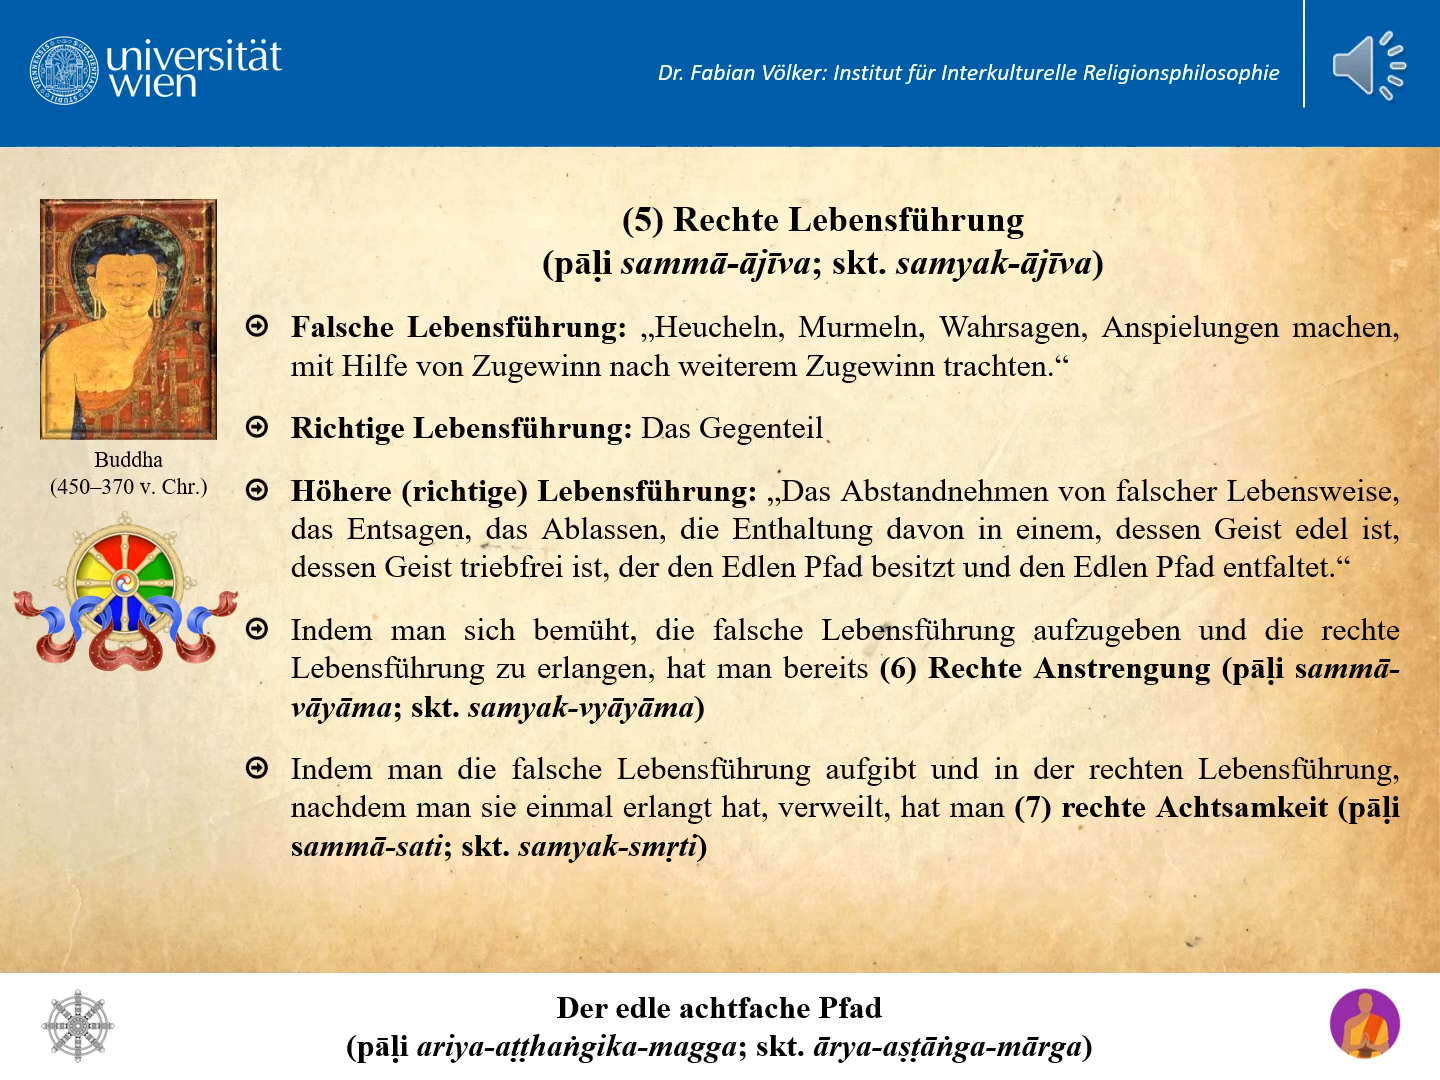 universität
wien
Dr. Fabian Völker: Institut für Interkulturelle Religionsphilosophie
(5) Rechte Lebensführung
(pāḷi sammā-ājīva; skt. samyak-ājīva)
Falsche Lebensführung: „Heucheln, Murmeln, Wahrsagen, Anspielungen machen,
mit Hilfe von Zugewinn nach weiterem Zugewinn trachten.“
Richtige Lebensführung: Das Gegenteil
Buddha
(450–370 v. Chr.)
Höhere (richtige) Lebensführung: „Das Abstandnehmen von falscher Lebensweise,
das Entsagen, das Ablassen, die Enthaltung davon in einem, dessen Geist edel ist,
dessen Geist triebfrei ist, der den Edlen Pfad besitzt und den Edlen Pfad entfaltet.“
Indem man sich bemüht, die falsche Lebensführung aufzugeben und die rechte
Lebensführung zu erlangen, hat man bereits (6) Rechte Anstrengung (pāḷi sammā-
vāyāma; skt. samyak-vyāyāma)
Indem man die falsche Lebensführung aufgibt und in der rechten Lebensführung,
nachdem man sie einmal erlangt hat, verweilt, hat man (7) rechte Achtsamkeit (pāḷi
sammā-sati; skt. samyak-smṛti)
Der edle achtfache Pfad
(pāḷi ariya-aṭṭhaṅgika-magga; skt. ārya-aṣṭāṅga-mārga)